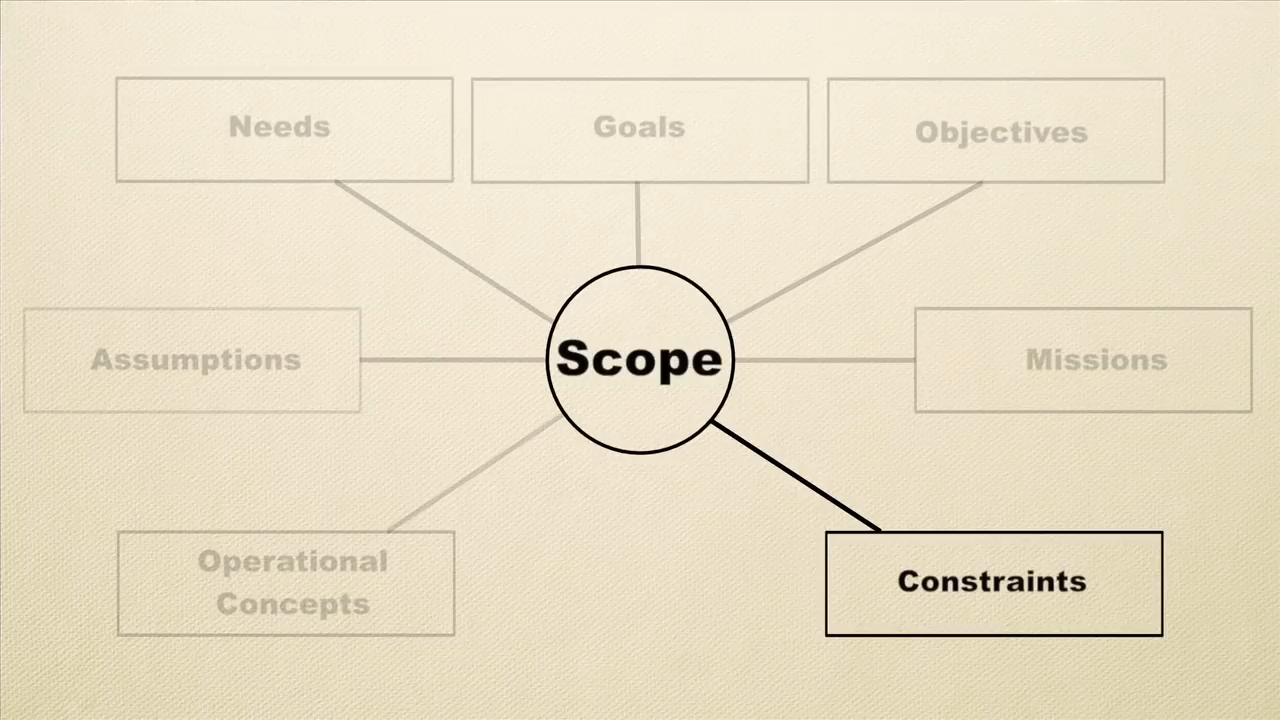 Needs
Goals
Objectives
Assumptions
Scope
Missions
Operational
Concepts
Constraints